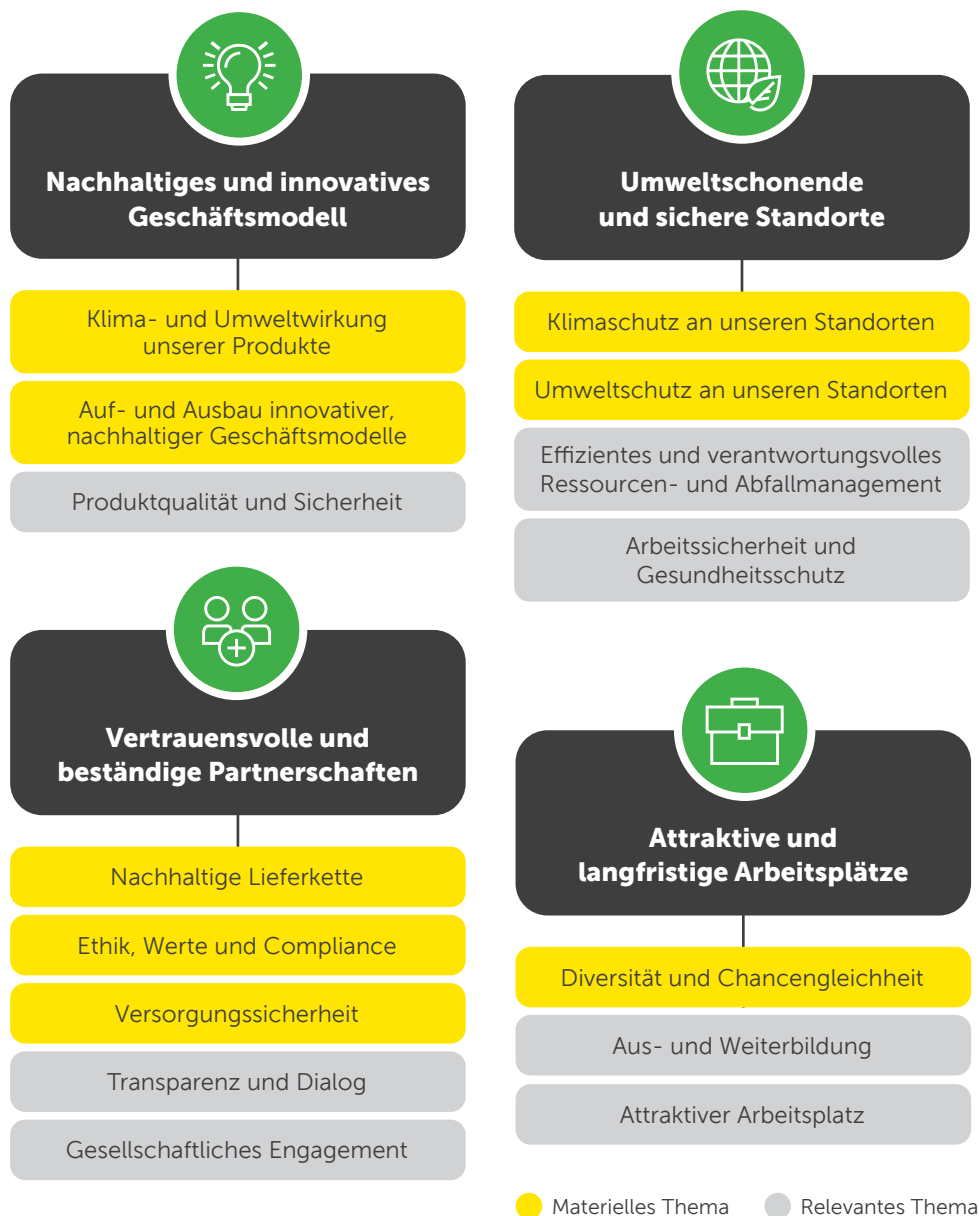 Nachhaltiges und innovatives
Geschäftsmodell
Klima- und Umweltwirkung
unserer Produkte
Auf- und Ausbau innovativer,
nachhaltiger Geschäftsmodelle
Produktqualität und Sicherheit
Umweltschonende
und sichere Standorte
Klimaschutz an unseren Standorten
Umweltschutz an unseren Standorten
Effizientes und verantwortungsvolles
Ressourcen- und Abfallmanagement
Arbeitssicherheit und
Gesundheitsschutz
Vertrauensvolle und
beständige Partnerschaften
Nachhaltige Lieferkette
Ethik, Werte und Compliance
Versorgungssicherheit
Transparenz und Dialog
Gesellschaftliches Engagement
Attraktive und
langfristige Arbeitsplätze
Diversität und Chancengleichheit
Aus- und Weiterbildung
Attraktiver Arbeitsplatz
Materielles Thema
Relevantes Thema